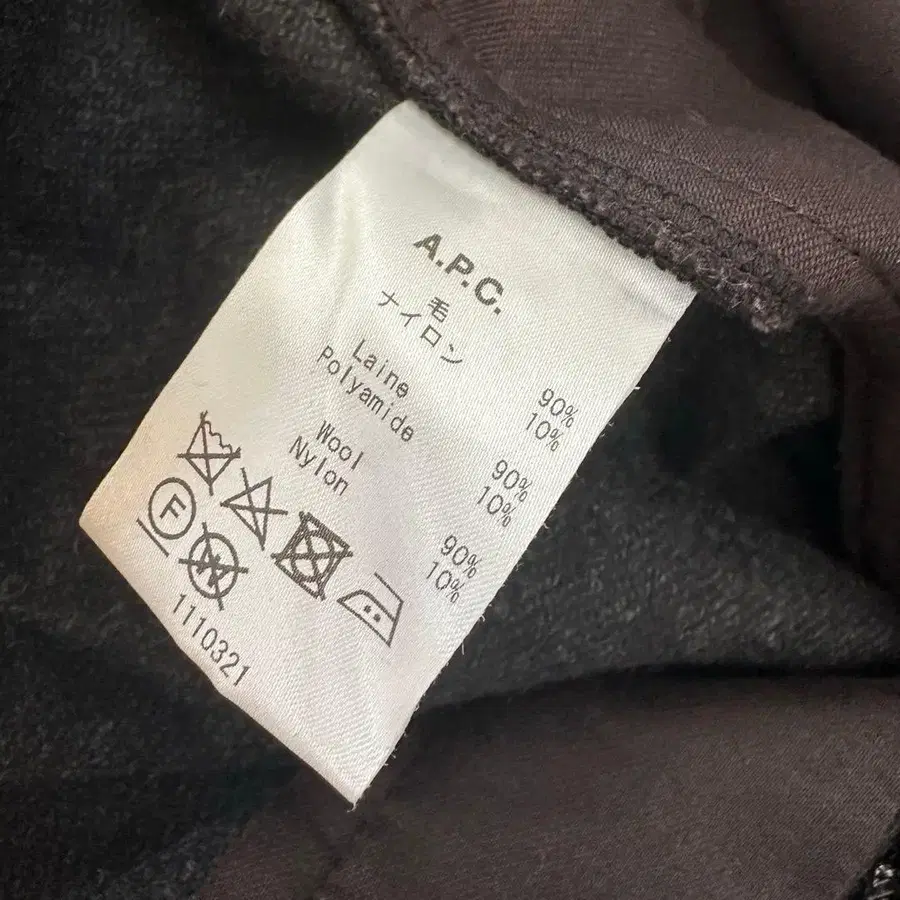 A.P.C.
毛 90%
ナイロン 10%
Laine 90%
Polyamide 10%
Wool 90%
Nylon 10%
F
W
1110321